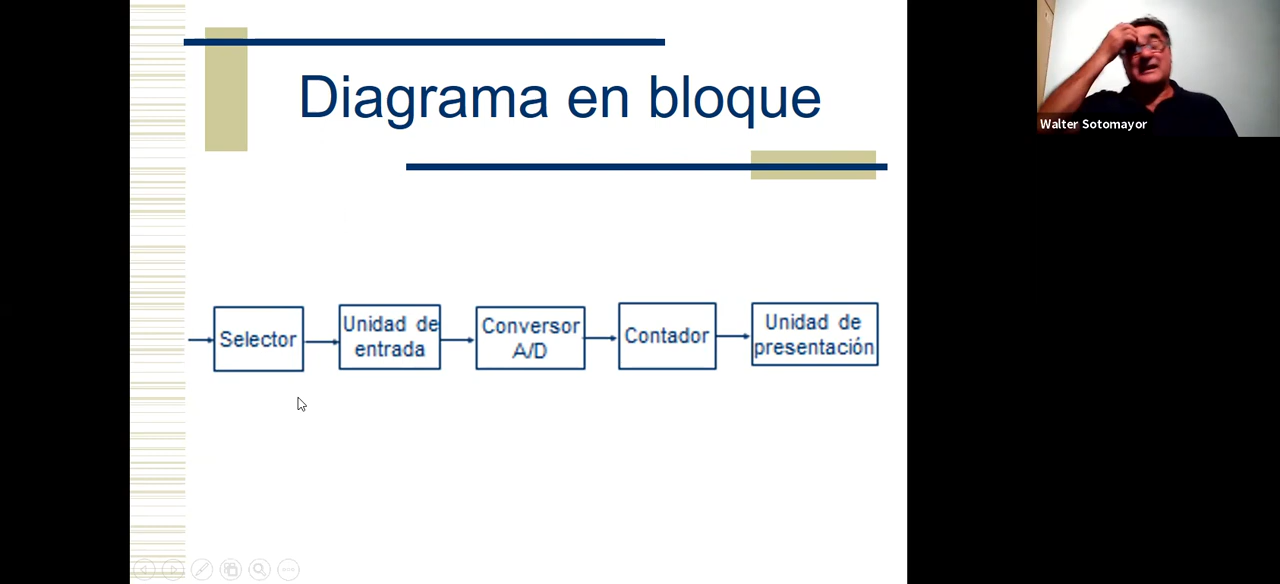 Diagrama en bloque
Selector
Unidad de
entrada
Conversor
A/D
Contador
Unidad de
presentación
Walter Sotomayor